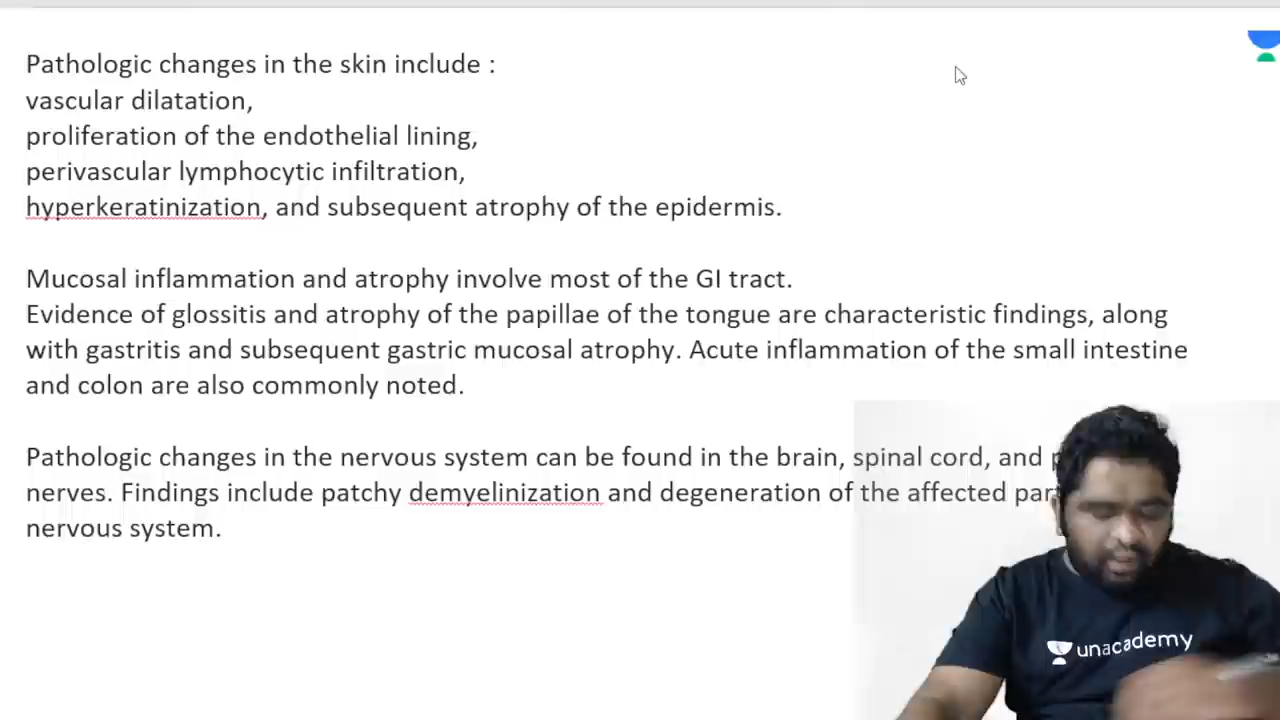 Pathologic changes in the skin include :
vascular dilatation,
proliferation of the endothelial lining,
perivascular lymphocytic infiltration,
hyperkeratinization, and subsequent atrophy of the epidermis.
Mucosal inflammation and atrophy involve most of the GI tract.
Evidence of glossitis and atrophy of the papillae of the tongue are characteristic findings, along
with gastritis and subsequent gastric mucosal atrophy. Acute inflammation of the small intestine
and colon are also commonly noted.
Pathologic changes in the nervous system can be found in the brain, spinal cord, and
nerves. Findings include patchy demyelinization and degeneration of the affected
nervous system.
unacademy